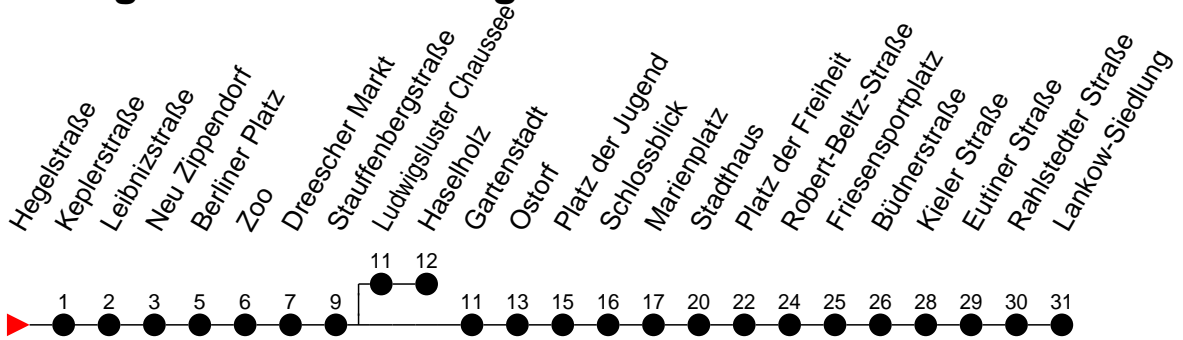 Hegelstraße
Keplerstraße
Leibnizstraße
Neu Zippendorf
Berliner Platz
Zoo
Dreescher Markt
Stauffenbergstraße
Ludwigsluster Chaussee
Haselholz
Gartenstadt
Ostorf
Platz der Jugend
Schlossblick
Marienplatz
Stadthaus
Platz der Freiheit
Robert-Beltz-Straße
Friesensportplatz
Büdnerstraße
Kieler Straße
Eutiner Straße
Rahlstedter Straße
Lankow-Siedlung
11 12
1 2 3 5 6 7 9 11 13 15 16 17 20 22 24 25 26 28 29 30 31